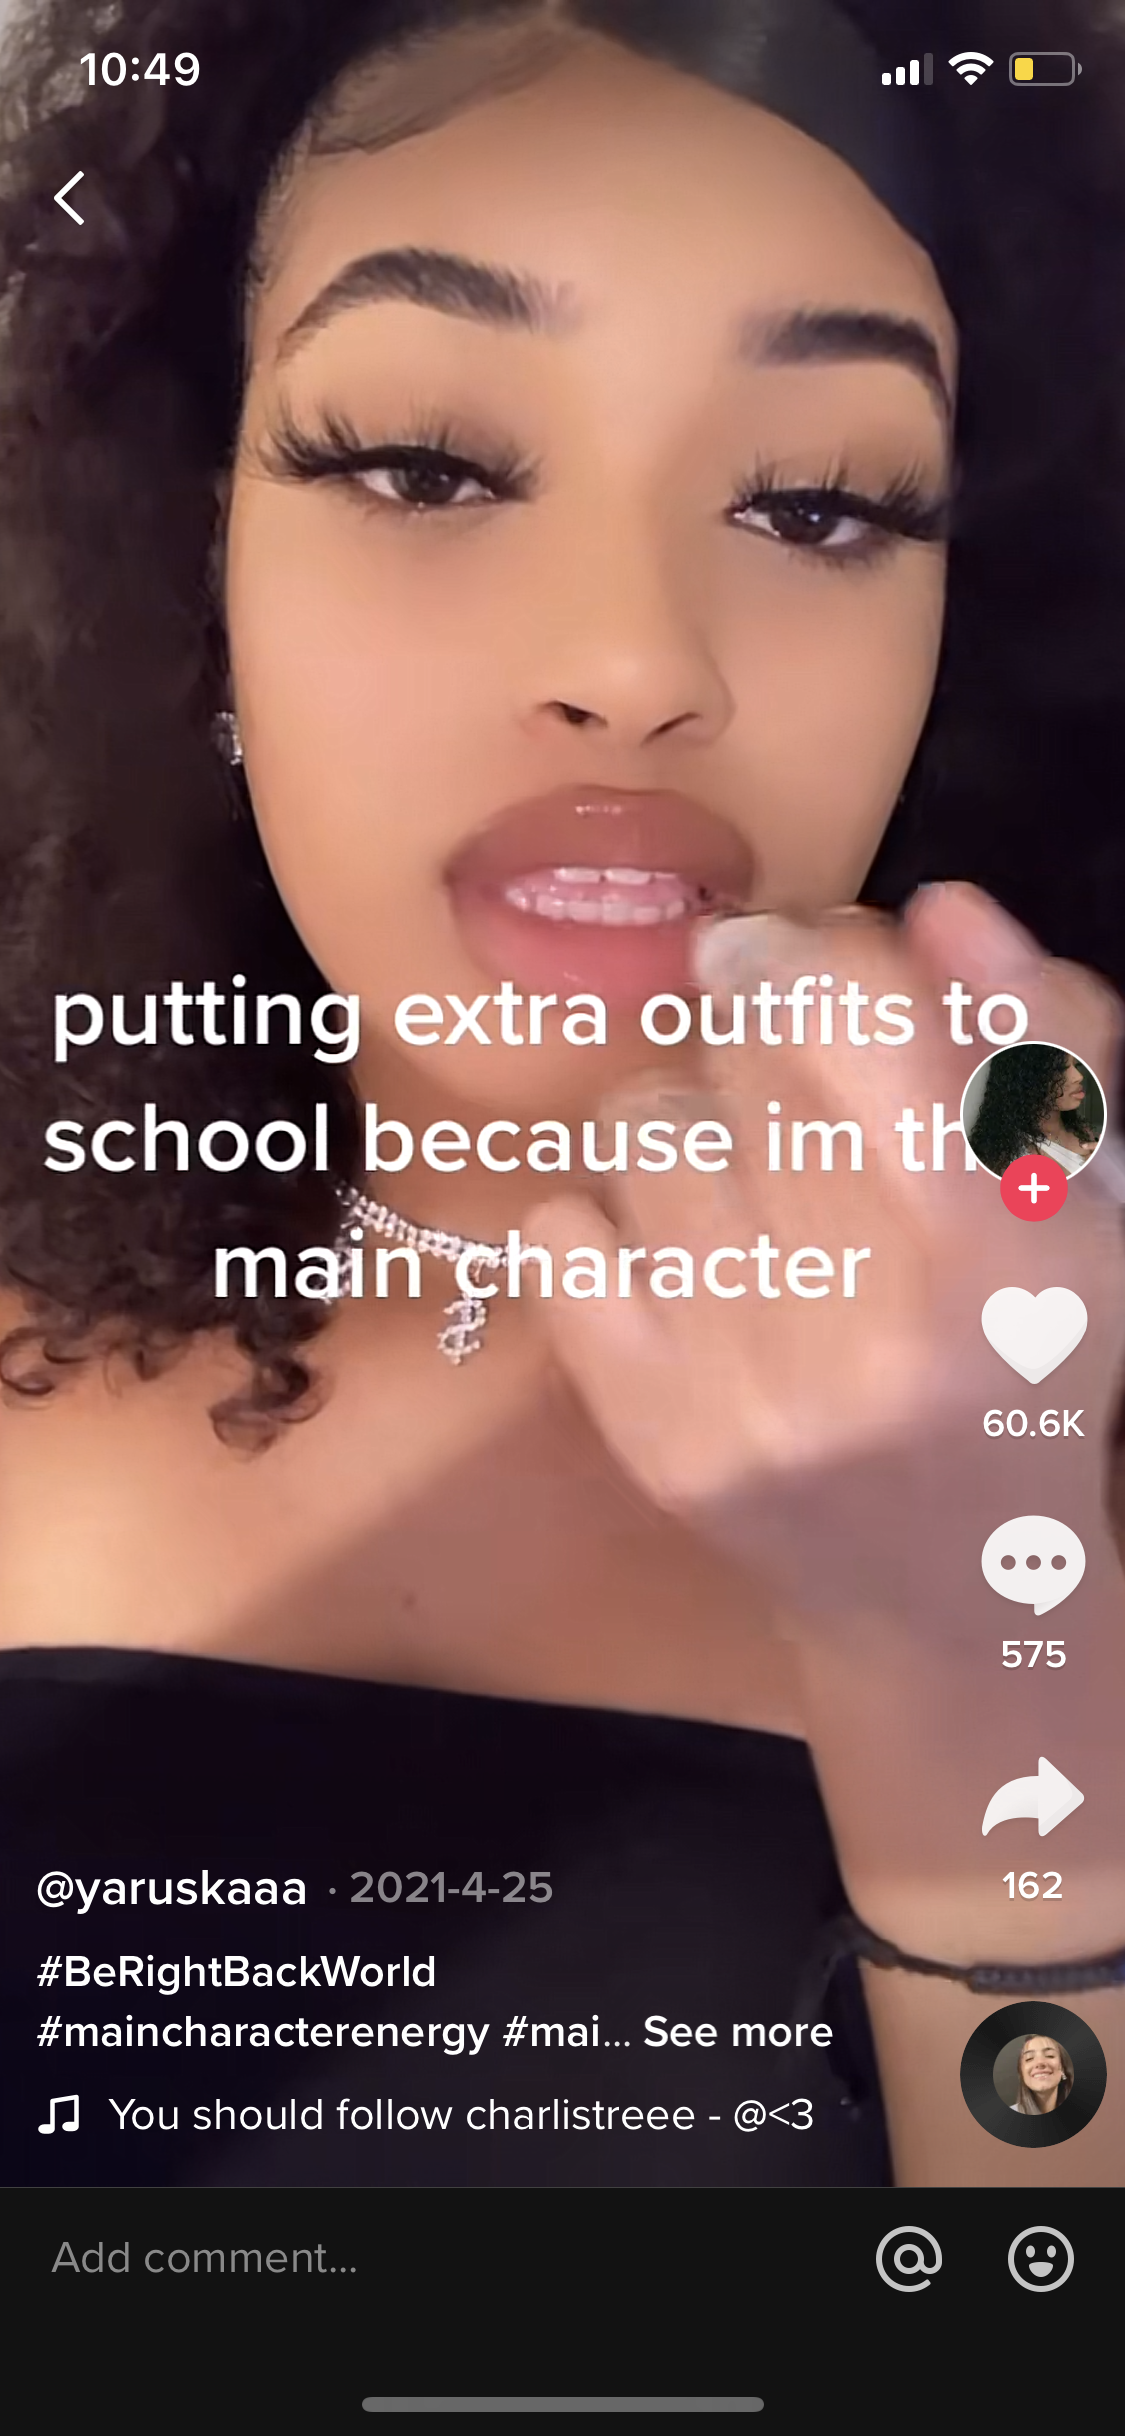 10:49
putting extra outfits to
school because im th
main character
60.6K
575
162
@yaruskaaa · 2021-4-25
#BeRightBackWorld
#maincharacterenergy #mai... See more
You should follow charlistreee - @<3
Add comment...